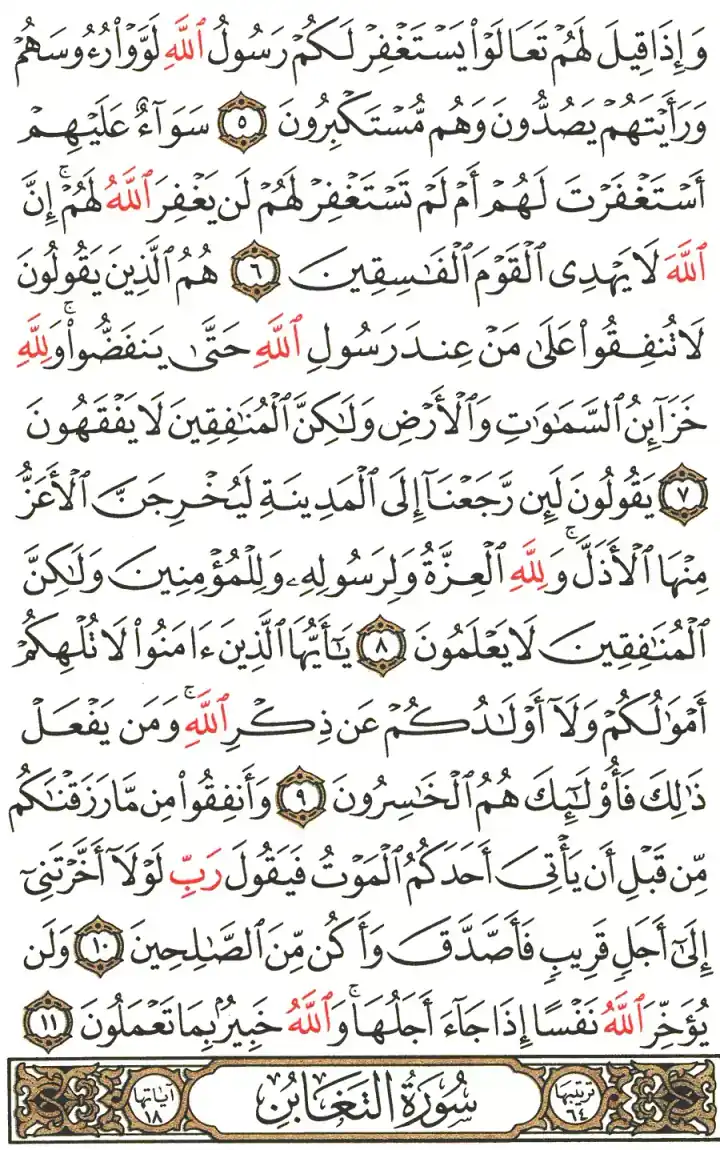 وَإِذَا قِيلَ لَهُمْ تَعَالَوْا۟ يَسْتَغْفِرْ لَكُمْ رَسُولُ ٱللَّهِ لَوَّوْا۟ رُءُوسَهُمْ
وَرَأَيْتَهُمْ يَصُدُّونَ وَهُم مُّسْتَكْبِرُونَ ٥ سَوَآءٌ عَلَيْهِمْ
أَسْتَغْفَرْتَ لَهُمْ أَمْ لَمْ تَسْتَغْفِرْ لَهُمْ لَن يَغْفِرَ ٱللَّهُ لَهُمْ ۚ إِنَّ
ٱللَّهَ لَا يَهْدِى ٱلْقَوْمَ ٱلْفَـٰسِقِينَ ٦ هُمُ ٱلَّذِينَ يَقُولُونَ
لَا تُنفِقُوا۟ عَلَىٰ مَنْ عِندَ رَسُولِ ٱللَّهِ حَتَّىٰ يَنفَضُّوا۟ ۗ وَلِلَّهِ
خَزَآئِنُ ٱلسَّمَـٰوَٰتِ وَٱلْأَرْضِ وَلَـٰكِنَّ ٱلْمُنَـٰفِقِينَ لَا يَفْقَهُونَ
٧ يَقُولُونَ لَئِن رَّجَعْنَآ إِلَى ٱلْمَدِينَةِ لَيُخْرِجَنَّ ٱلْأَعَزُّ
مِنْهَا ٱلْأَذَلَّ ۚ وَلِلَّهِ ٱلْعِزَّةُ وَلِرَسُولِهِۦ وَلِلْمُؤْمِنِينَ وَلَـٰكِنَّ
ٱلْمُنَـٰفِقِينَ لَا يَعْلَمُونَ ٨ يَـٰٓأَيُّهَا ٱلَّذِينَ ءَامَنُوا۟ لَا تُلْهِكُمْ
أَمْوَٰلُكُمْ وَلَآ أَوْلَـٰدُكُمْ عَن ذِكْرِ ٱللَّهِ ۚ وَمَن يَفْعَلْ
ذَٰلِكَ فَأُو۟لَـٰٓئِكَ هُمُ ٱلْخَـٰسِرُونَ ٩ وَأَنفِقُوا۟ مِن مَّا رَزَقْنَـٰكُم
مِّن قَبْلِ أَن يَأْتِىَ أَحَدَكُمُ ٱلْمَوْتُ فَيَقُولَ رَبِّ لَوْلَآ أَخَّرْتَنِىٓ
إِلَىٰٓ أَجَلٍ قَرِيبٍ فَأَصَّدَّقَ وَأَكُن مِّنَ ٱلصَّـٰلِحِينَ ١٠ وَلَن
يُؤَخِّرَ ٱللَّهُ نَفْسًا إِذَا جَآءَ أَجَلُهَا ۚ وَٱللَّهُ خَبِيرٌۢ بِمَا تَعْمَلُونَ ١١
ترتيبها ٦٤ سُورَةُ التَّغَابُنِ آياتها ١٨